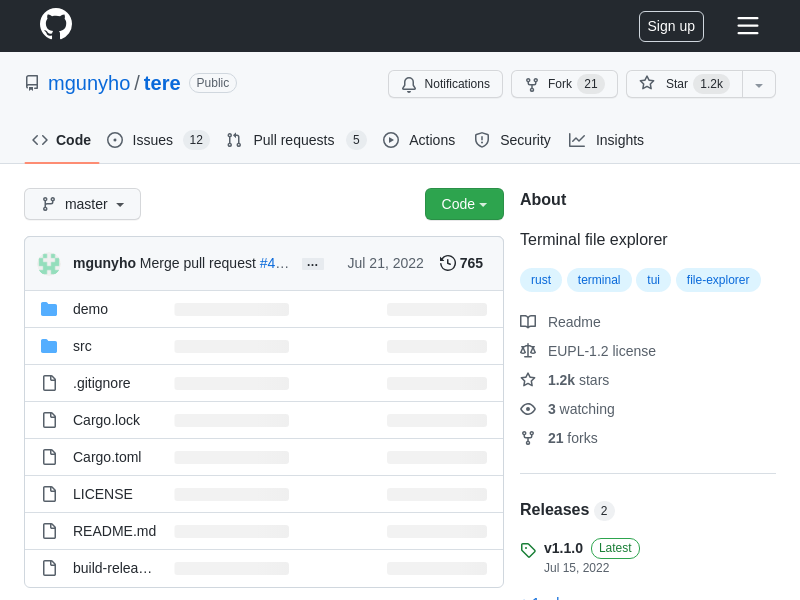 Sign up
mgunyho / tere Public
Notifications Fork 21 Star 1.2k
Code Issues 12 Pull requests 5 Actions Security Insights
master Code
mgunyho Merge pull request #4… … Jul 21, 2022 765
demo
src
.gitignore
Cargo.lock
Cargo.toml
LICENSE
README.md
build-relea…
About
Terminal file explorer
rust terminal tui file-explorer
Readme
EUPL-1.2 license
1.2k stars
3 watching
21 forks
Releases 2
v1.1.0 Latest
Jul 15, 2022